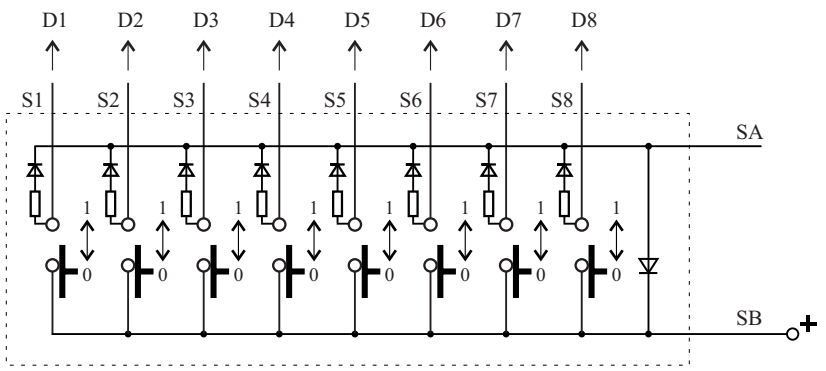 D1 D2 D3 D4 D5 D6 D7 D8
S1 S2 S3 S4 S5 S6 S7 S8
SA
1 1 1 1 1 1 1 1
0 0 0 0 0 0 0 0
SB +